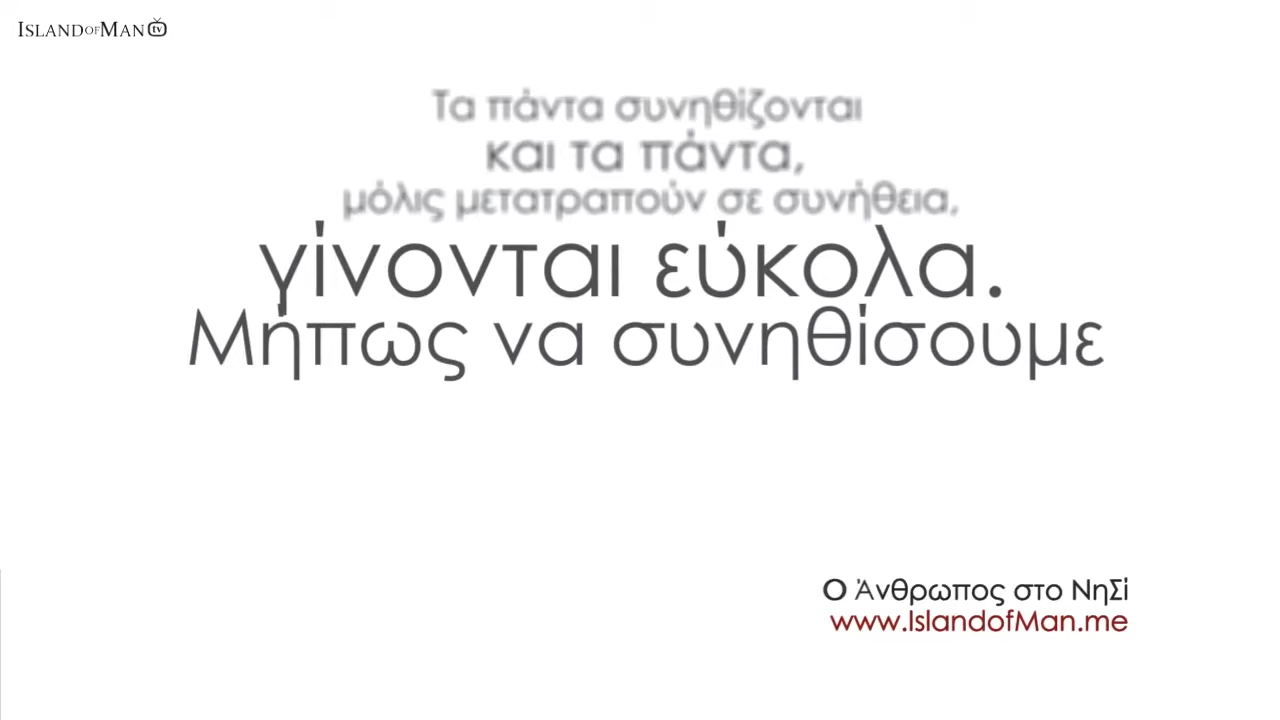 ISLANDOFMAN tv
Τα πάντα συνηθίζονται
και τα πάντα,
μόλις μετατραπούν σε συνήθεια,
γίνονται εύκολα.
Μήπως να συνηθίσουμε
Ο Άνθρωπος στο ΝηΣί
www.IslandofMan.me